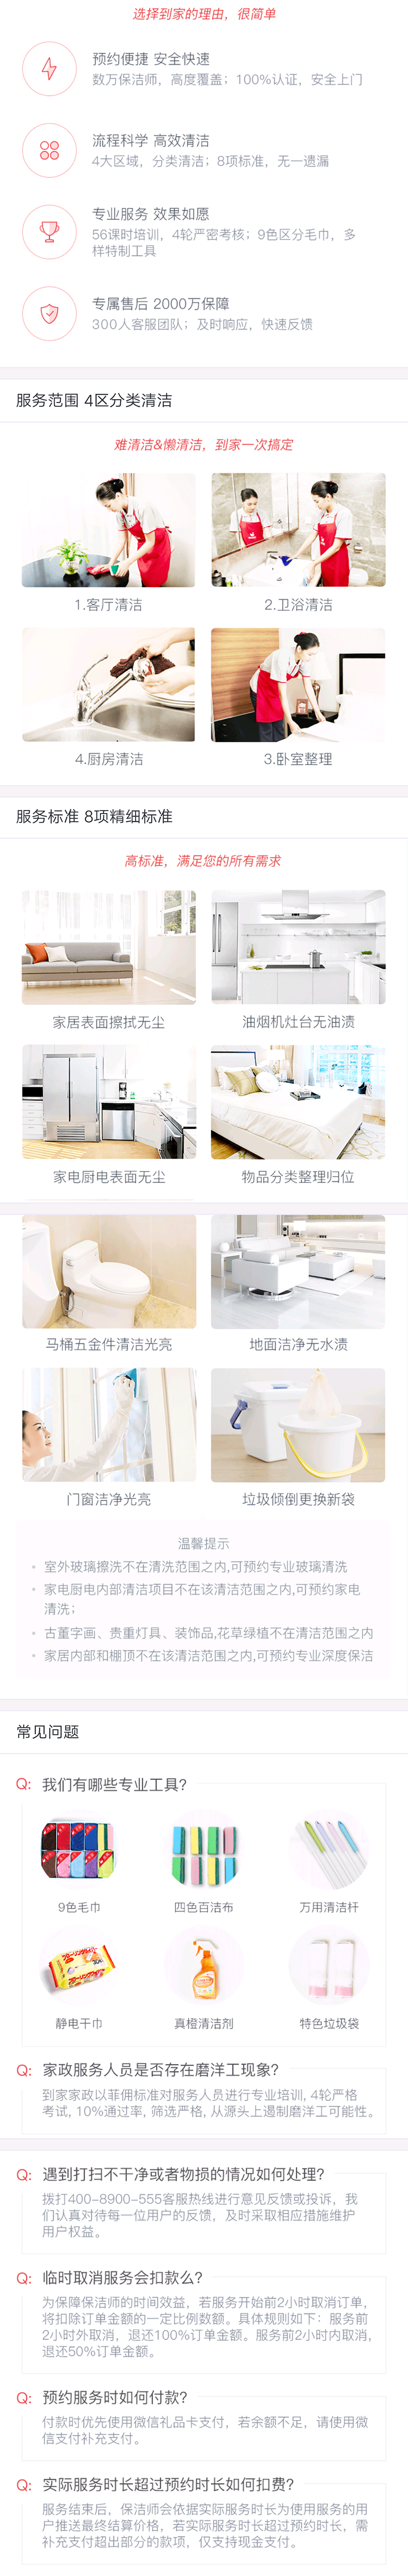 选择到家的理由，很简单
预约便捷 安全快速
数万保洁师，高度覆盖；100%认证，安全上门
流程科学 高效清洁
4大区域，分类清洁；8项标准，无一遗漏
专业服务 效果如愿
56课时培训，4轮严密考核；9色区分毛巾，多
样特制工具
专属售后 2000万保障
300人客服团队；及时响应，快速反馈
服务范围 4区分类清洁
难清洁&懒清洁，到家一次搞定
1.客厅清洁
2.卫浴清洁
4.厨房清洁
3.卧室整理
服务标准 8项精细标准
高标准，满足您的所有需求
家居表面擦拭无尘
油烟机灶台无油渍
家电厨电表面无尘
物品分类整理归位
马桶五金件清洁光亮
地面洁净无水渍
门窗洁净光亮
垃圾倾倒更换新袋
温馨提示
• 室外玻璃擦洗不在清洗范围之内,可预约专业玻璃清洗
• 家电厨电内部清洁项目不在该清洁范围之内,可预约家电
清洗；
• 古董字画、贵重灯具、装饰品,花草绿植不在清洁范围之内
• 家居内部和棚顶不在该清洁范围之内,可预约专业深度保洁
常见问题
Q: 我们有哪些专业工具?
9色毛巾
四色百洁布
万用清洁杆
静电干巾
真橙清洁剂
特色垃圾袋
Q: 家政服务人员是否存在磨洋工现象?
到家家政以菲佣标准对服务人员进行专业培训, 4轮严格
考试, 10%通过率, 筛选严格, 从源头上遏制磨洋工可能性。
Q: 遇到打扫不干净或者物损的情况如何处理?
拨打400-8900-555客服热线进行意见反馈或投诉，我
们认真对待每一位用户的反馈，及时采取相应措施维护
用户权益。
Q: 临时取消服务会扣款么?
为保障保洁师的时间效益，若服务开始前2小时取消订单，
将扣除订单金额的一定比例数额。具体规则如下：服务前
2小时外取消，退还100%订单金额。服务前2小时内取消，
退还50%订单金额。
Q: 预约服务时如何付款?
付款时优先使用微信礼品卡支付，若余额不足，请使用微
信支付补充支付。
Q: 实际服务时长超过预约时长如何扣费?
服务结束后，保洁师会依据实际服务时长为使用服务的用
户推送最终结算价格，若实际服务时长超过预约时长，需
补充支付超出部分的款项，仅支持现金支付。